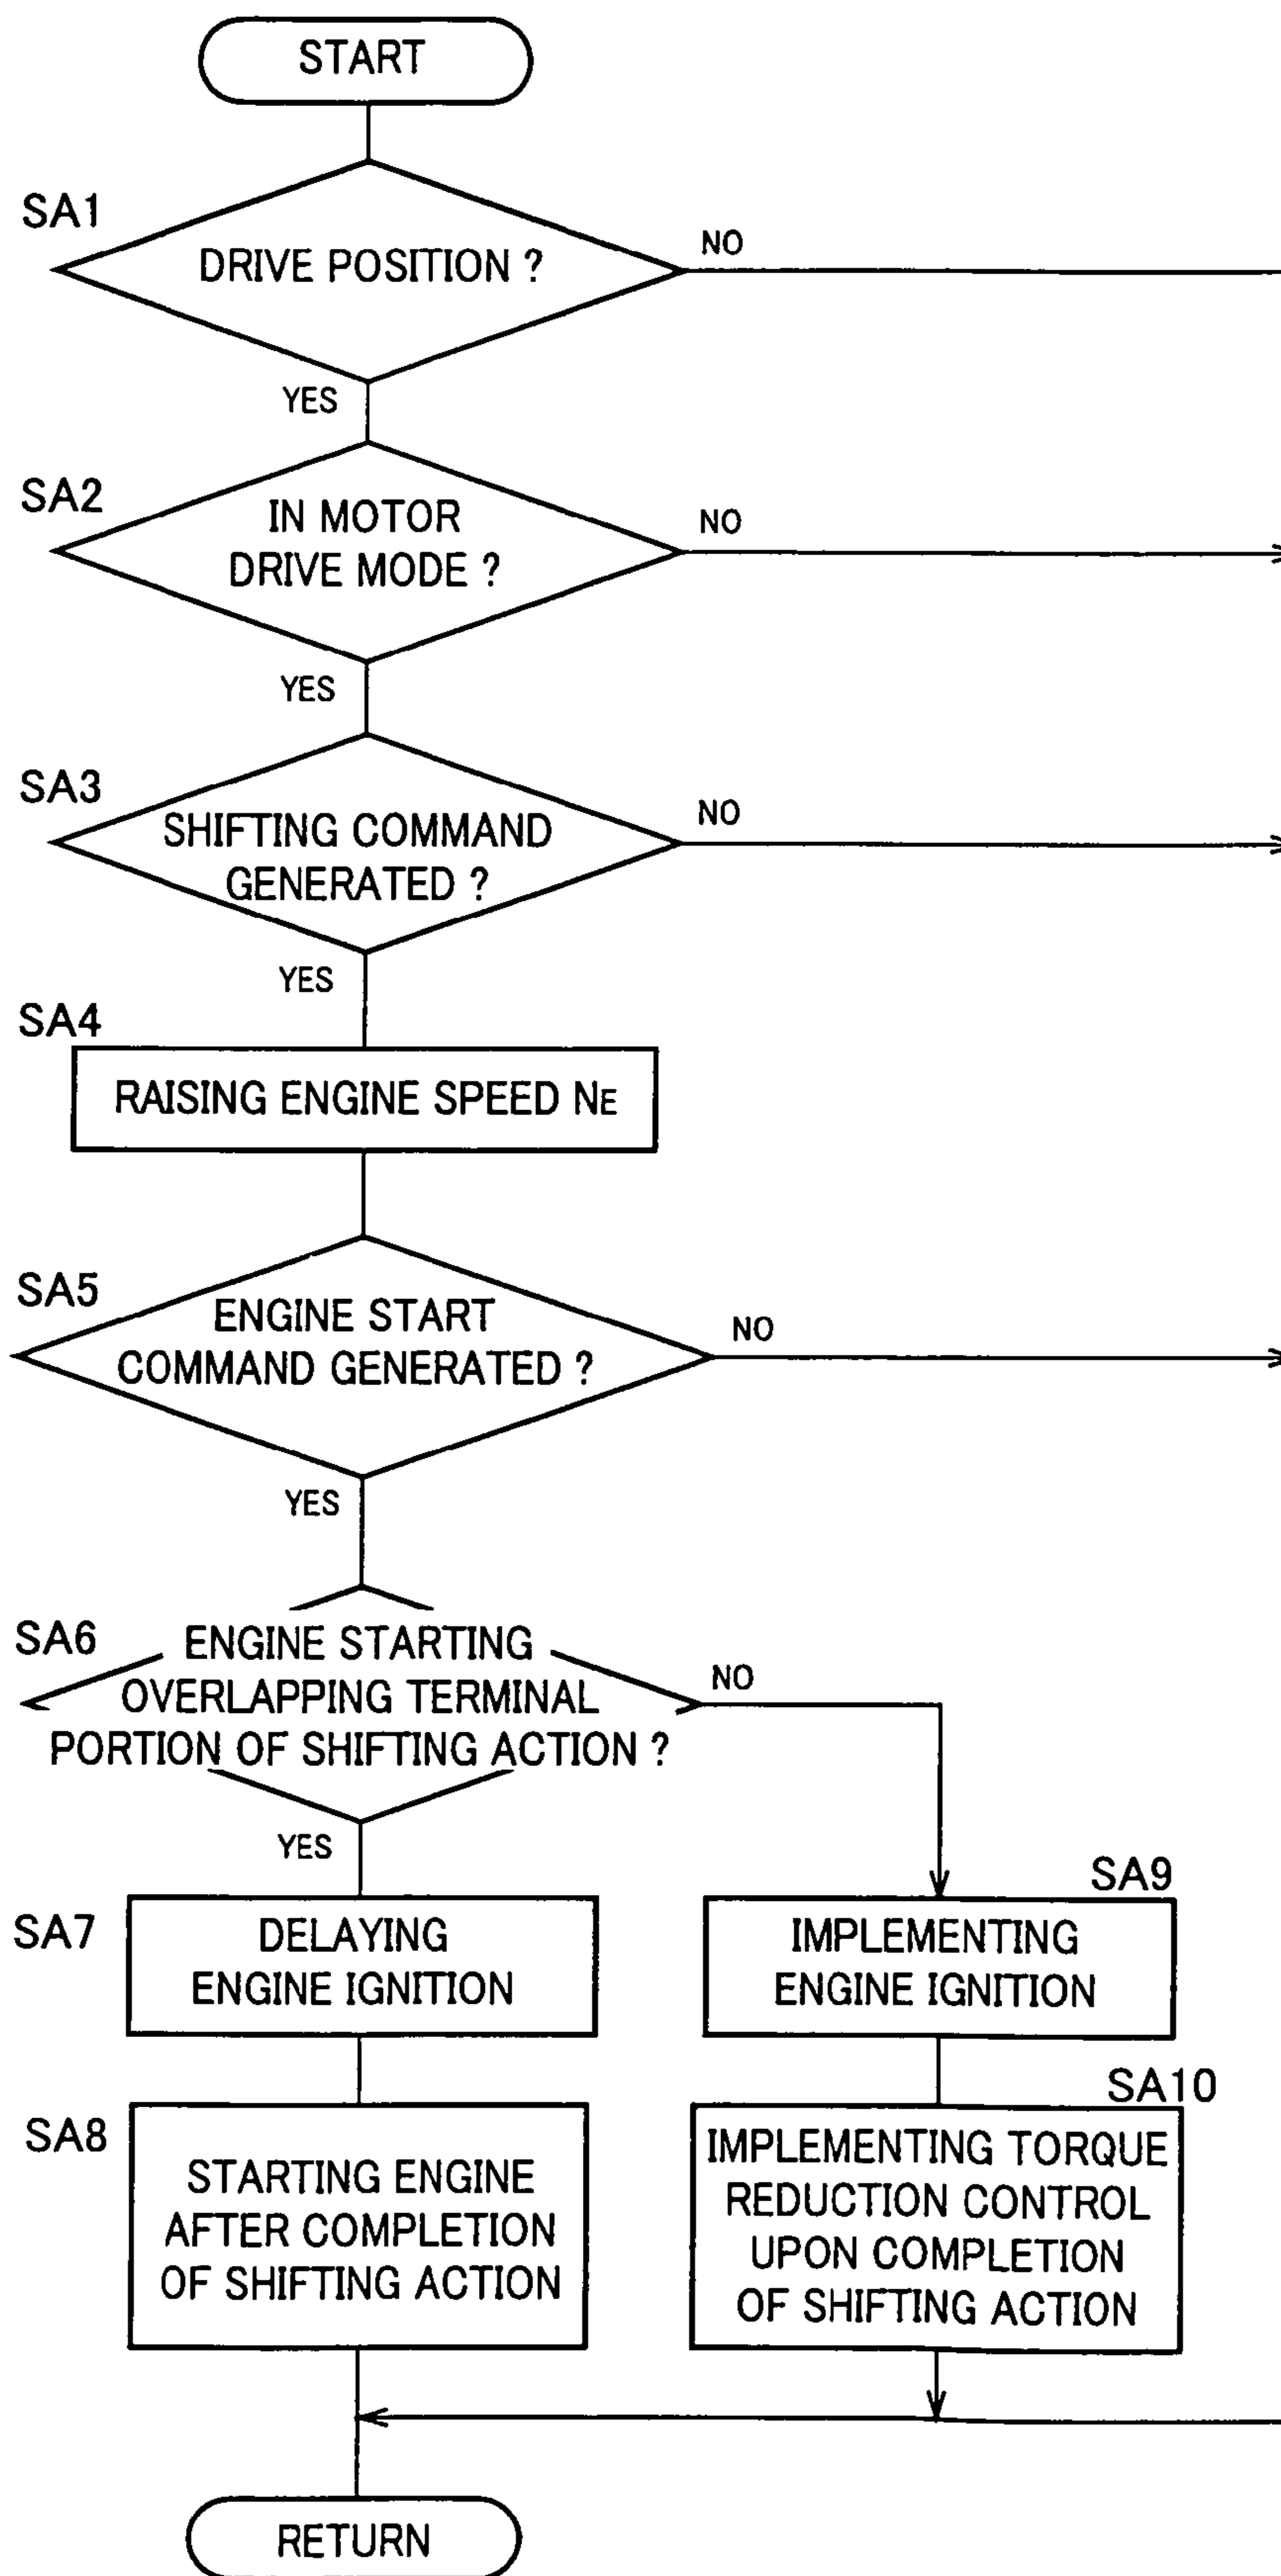 START
SA1
DRIVE POSITION ?
NO
YES
SA2
IN MOTOR
DRIVE MODE ?
NO
YES
SA3
SHIFTING COMMAND
GENERATED ?
NO
YES
SA4
RAISING ENGINE SPEED NE
SA5
ENGINE START
COMMAND GENERATED ?
NO
YES
SA6
ENGINE STARTING
OVERLAPPING TERMINAL
PORTION OF SHIFTING ACTION ?
NO
YES
SA7
DELAYING
ENGINE IGNITION
SA9
IMPLEMENTING
ENGINE IGNITION
SA8
STARTING ENGINE
AFTER COMPLETION
OF SHIFTING ACTION
SA10
IMPLEMENTING TORQUE
REDUCTION CONTROL
UPON COMPLETION
OF SHIFTING ACTION
RETURN